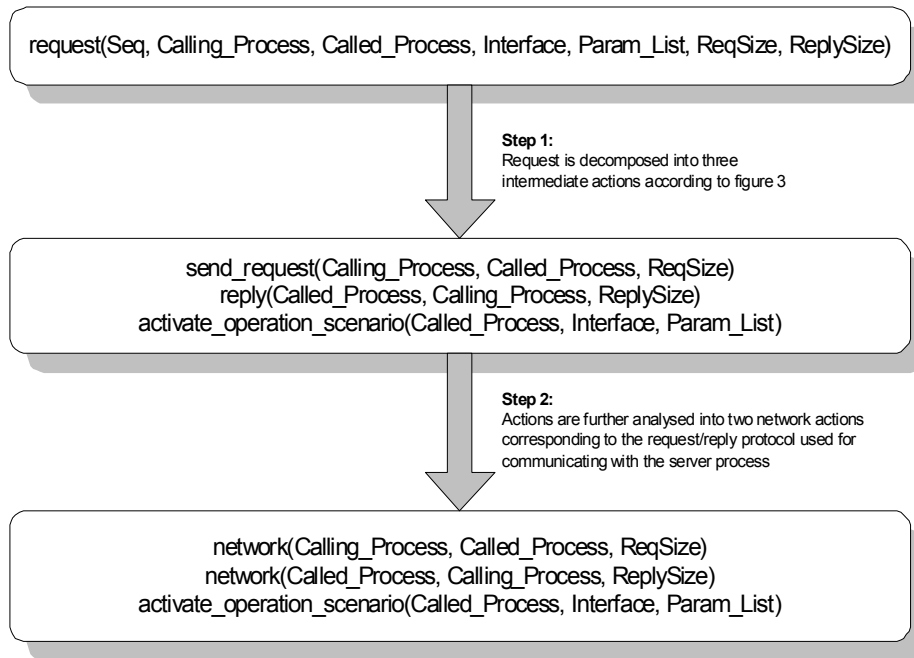 request(Seq, Calling_Process, Called_Process, Interface, Param_List, ReqSize, ReplySize)
Step 1:
Request is decomposed into three
intermediate actions according to figure 3
send_request(Calling_Process, Called_Process, ReqSize)
reply(Called_Process, Calling_Process, ReplySize)
activate_operation_scenario(Called_Process, Interface, Param_List)
Step 2:
Actions are further analysed into two network actions
corresponding to the request/reply protocol used for
communicating with the server process
network(Calling_Process, Called_Process, ReqSize)
network(Called_Process, Calling_Process, ReplySize)
activate_operation_scenario(Called_Process, Interface, Param_List)